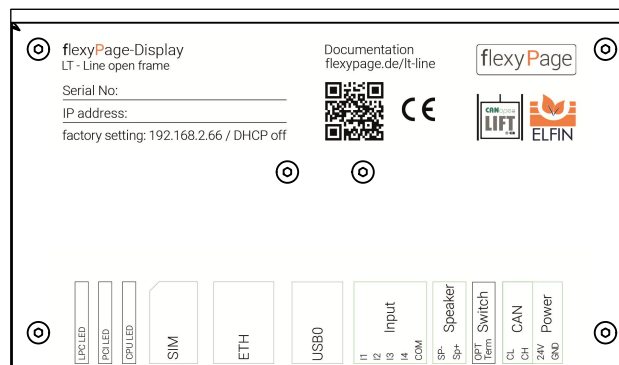 flexyPage-Display
LT - Line open frame
Serial No:
IP address:
factory setting: 192.168.2.66 / DHCP off
Documentation
flexypage.de/lt-line
CE
flexyPage
CANopen
LIFT
ELFIN
LPC LED
PCI LED
CPU LED
SIM
ETH
USB0
Input
I1
I2
I3
I4
COM
Speaker
SP-
Sp+
Switch
OPT
Term
CAN
CL
CH
Power
24V
GND